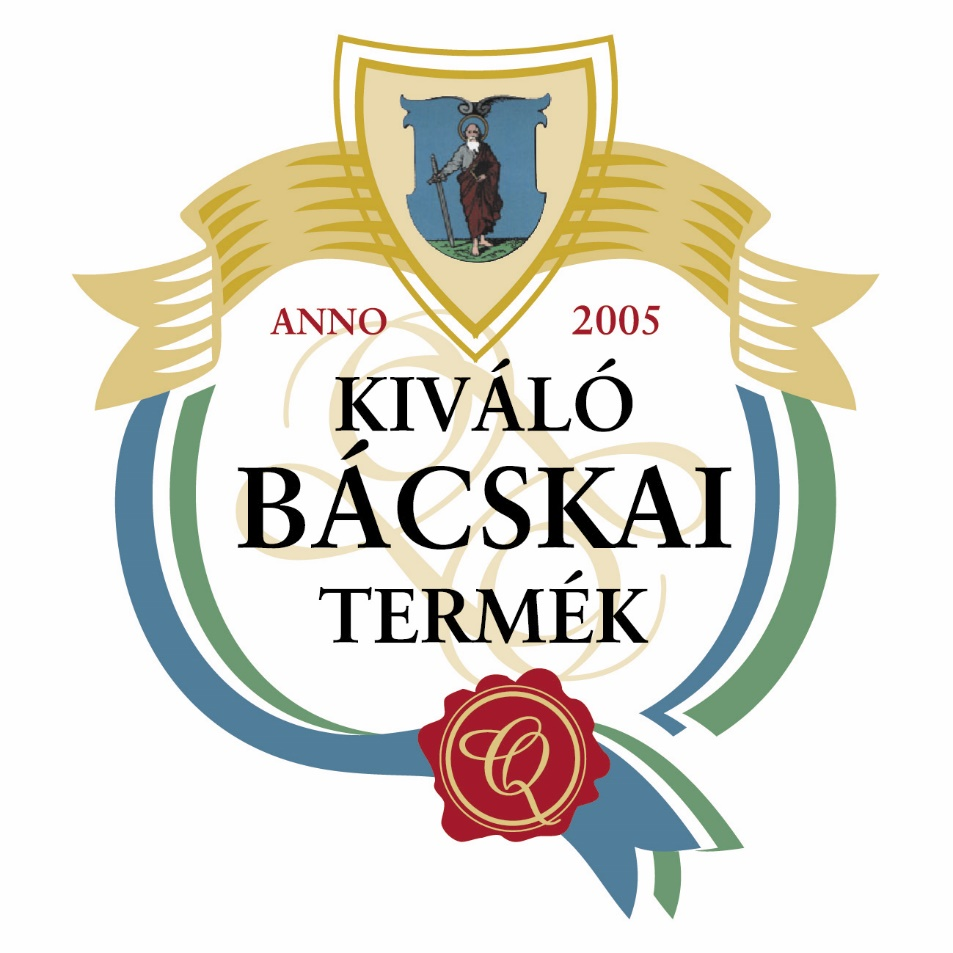 ANNO 2005
KIVÁLÓ
BÁCSKAI
TERMÉK
Q